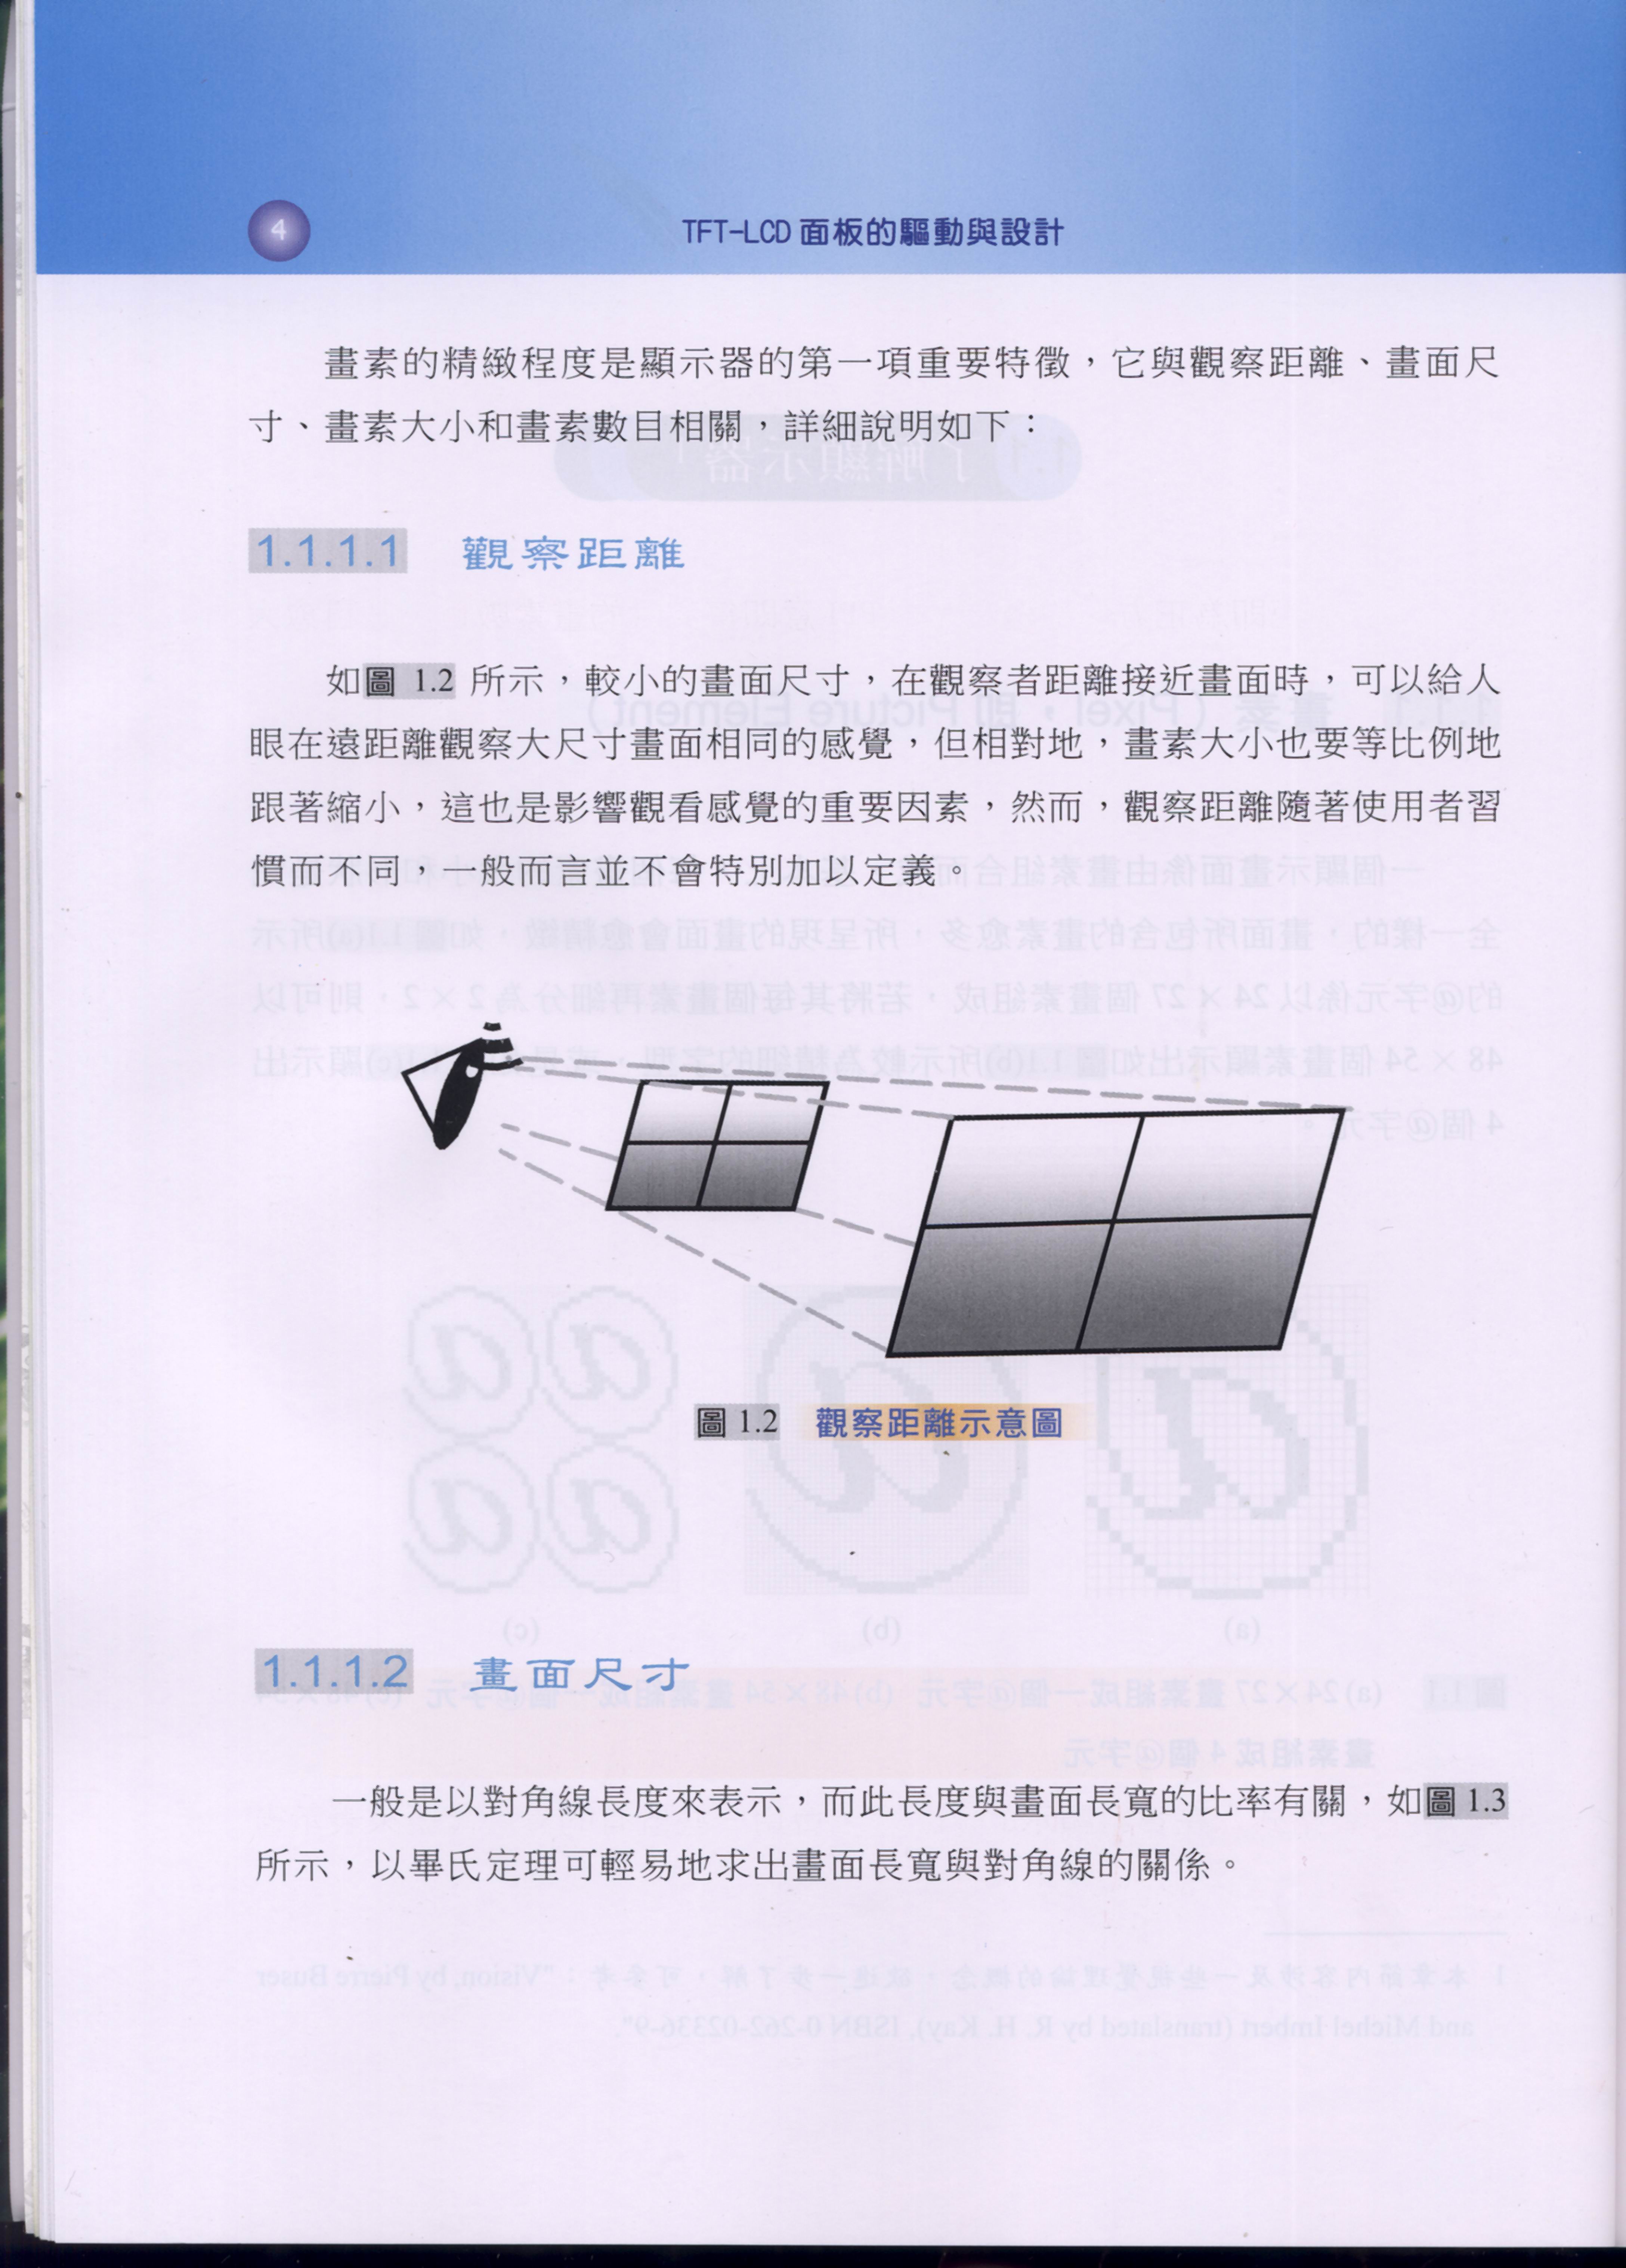 4
TFT-LCD 面板的驅動與設計
畫素的精緻程度是顯示器的第一項重要特徵，它與觀察距離、畫面尺
寸、畫素大小和畫素數目相關，詳細說明如下：
1.1.1.1 觀察距離
如圖 1.2 所示，較小的畫面尺寸，在觀察者距離接近畫面時，可以給人
眼在遠距離觀察大尺寸畫面相同的感覺，但相對地，畫素大小也要等比例地
跟著縮小，這也是影響觀看感覺的重要因素，然而，觀察距離隨著使用者習
慣而不同，一般而言並不會特別加以定義。
圖 1.2 觀察距離示意圖
1.1.1.2 畫面尺寸
一般是以對角線長度來表示，而此長度與畫面長寬的比率有關，如圖 1.3
所示，以畢氏定理可輕易地求出畫面長寬與對角線的關係。